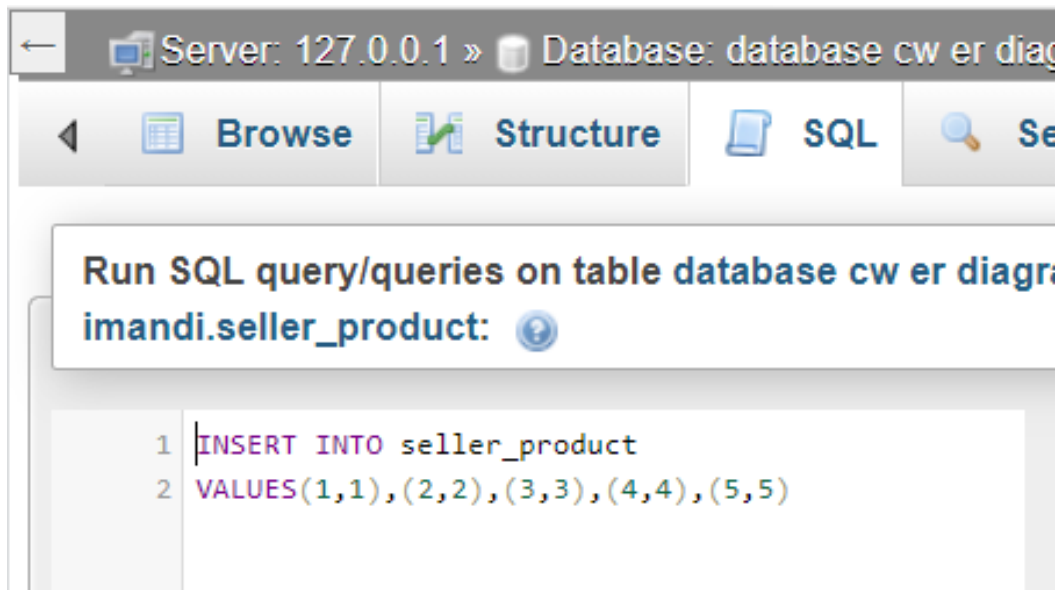 ← Server: 127.0.0.1 » Database: database cw er diag
Browse Structure SQL Se
Run SQL query/queries on table database cw er diagra
imandi.seller_product:
1 INSERT INTO seller_product
2 VALUES(1,1),(2,2),(3,3),(4,4),(5,5)